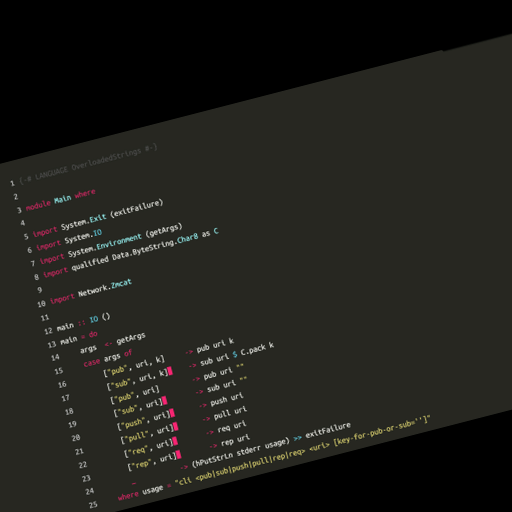 1 {-# LANGUAGE OverloadedStrings #-}
2
3 module Main where
4
5 import System.Exit (exitFailure)
6 import System.IO
7 import System.Environment (getArgs)
8 import qualified Data.ByteString.Char8 as C
9
10 import Network.Zmcat
11
12 main :: IO ()
13 main = do
14 args <- getArgs
15 case args of
16 ["pub", uri, k] -> pub uri k
17 ["sub", uri, k] -> sub uri $ C.pack k
18 ["pub", uri] -> pub uri ""
19 ["sub", uri] -> sub uri ""
20 ["push", uri] -> push uri
21 ["pull", uri] -> pull uri
22 ["req", uri] -> req uri
23 ["rep", uri] -> rep uri
24 _ -> (hPutStrLn stderr usage) >> exitFailure
25 where usage = "cli <pub|sub|push|pull|rep|req> <uri> [key-for-pub-or-sub='']"